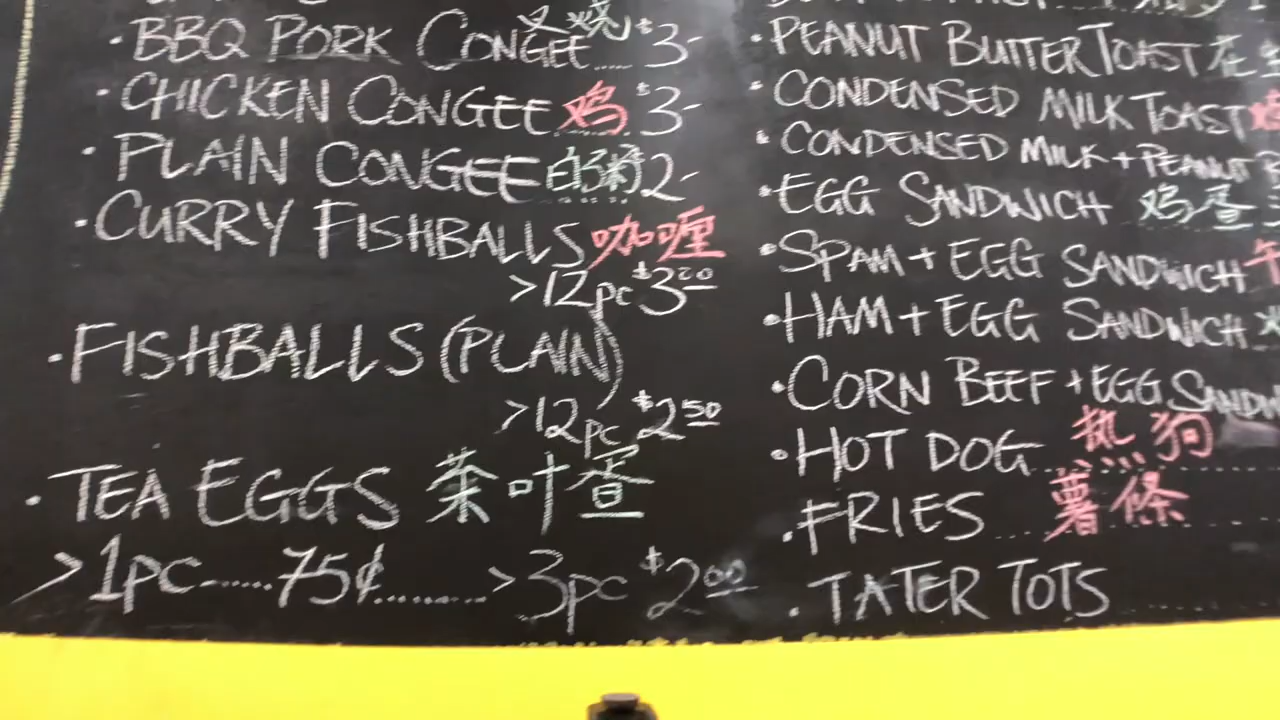 BBQ PORK CONGEE 叉烧 $3-
CHICKEN CONGEE 鸡 $3-
PLAIN CONGEE 白粥 2-
CURRY FISHBALLS 咖喱
>12pc $3.00
FISHBALLS (PLAIN)
>12pc $2.50
TEA EGGS 茶叶蛋
>1pc......75¢.........>3pc $2.00
PEANUT BUTTER TOAST
CONDENSED MILK TOAST
CONDENSED MILK + PEANUT
EGG SANDWICH 鸡蛋
SPAM + EGG SANDWICH
HAM + EGG SANDWICH
CORN BEEF + EGG SANDW
HOT DOG 热狗
FRIES 薯條
TATER TOTS